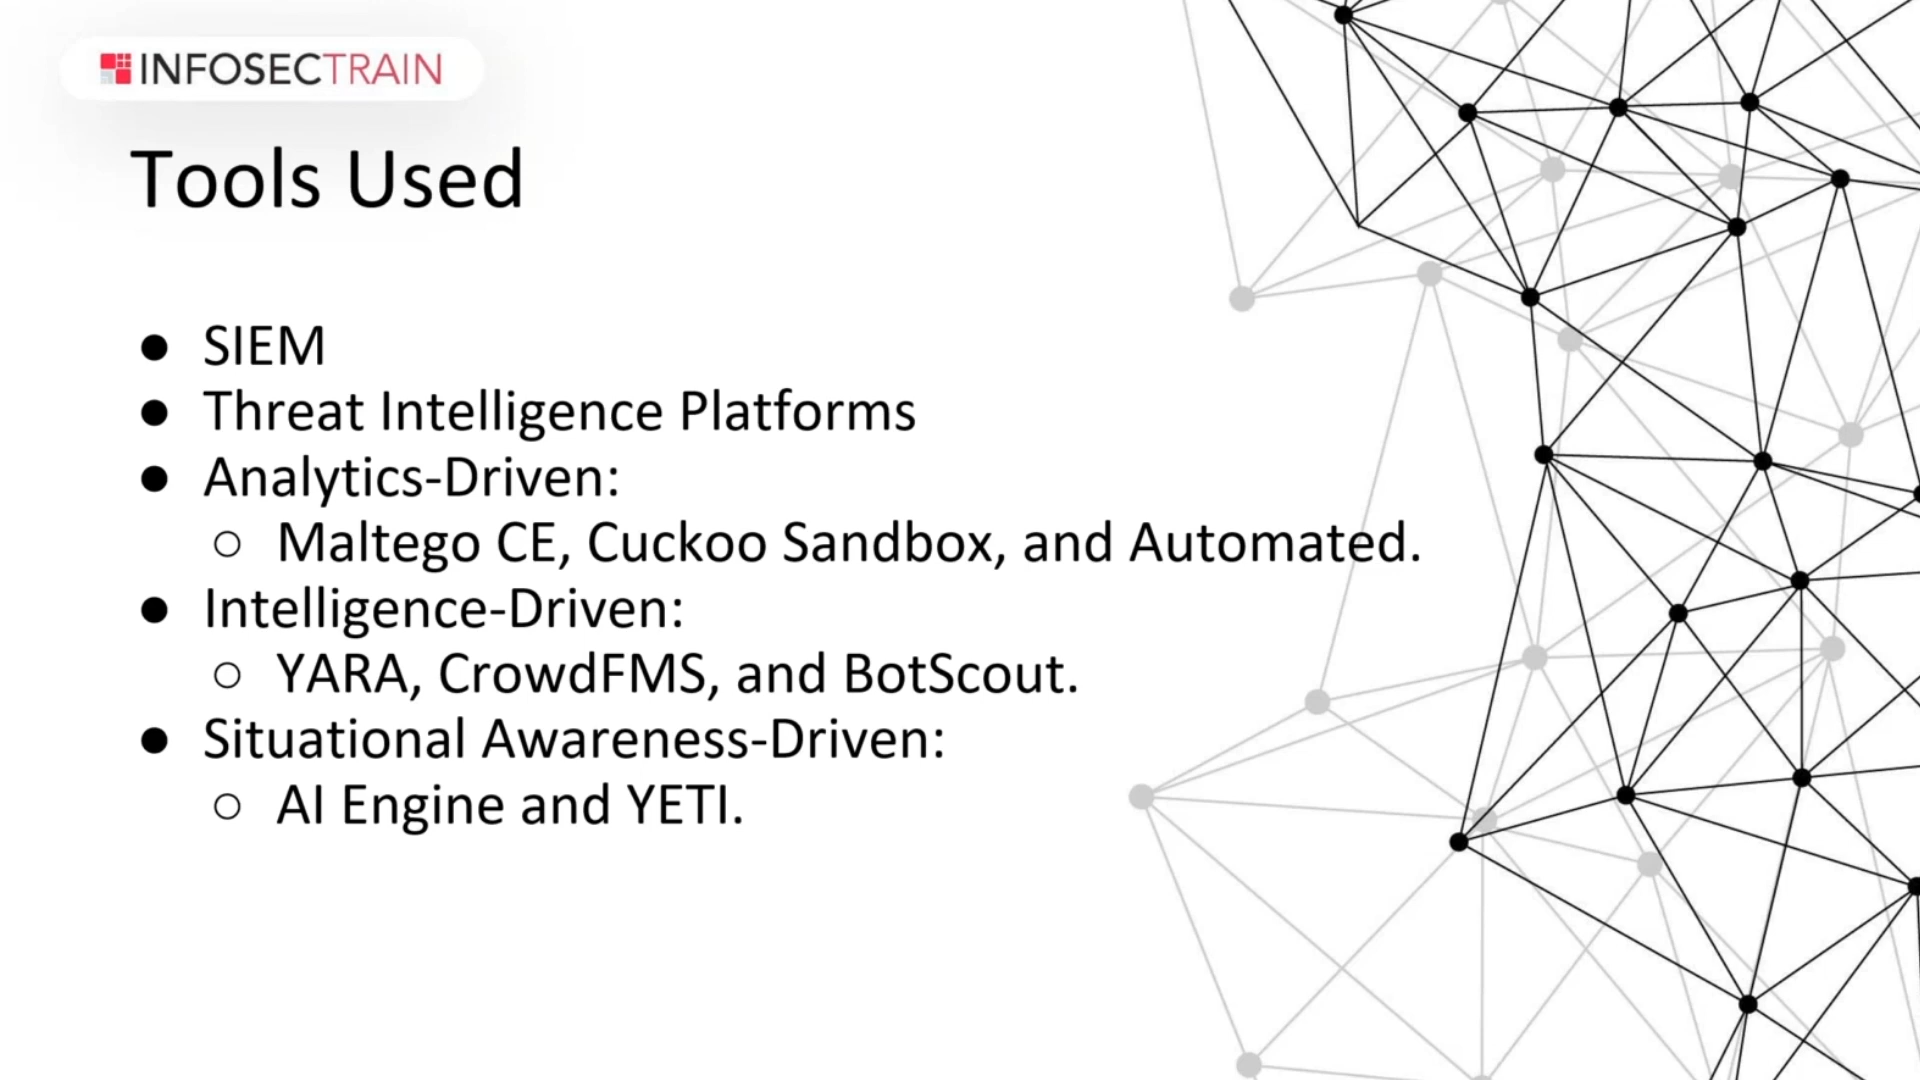 INFOSECTRAIN
Tools Used
● SIEM
● Threat Intelligence Platforms
● Analytics-Driven:
○ Maltego CE, Cuckoo Sandbox, and Automated.
● Intelligence-Driven:
○ YARA, CrowdFMS, and BotScout.
● Situational Awareness-Driven:
○ AI Engine and YETI.